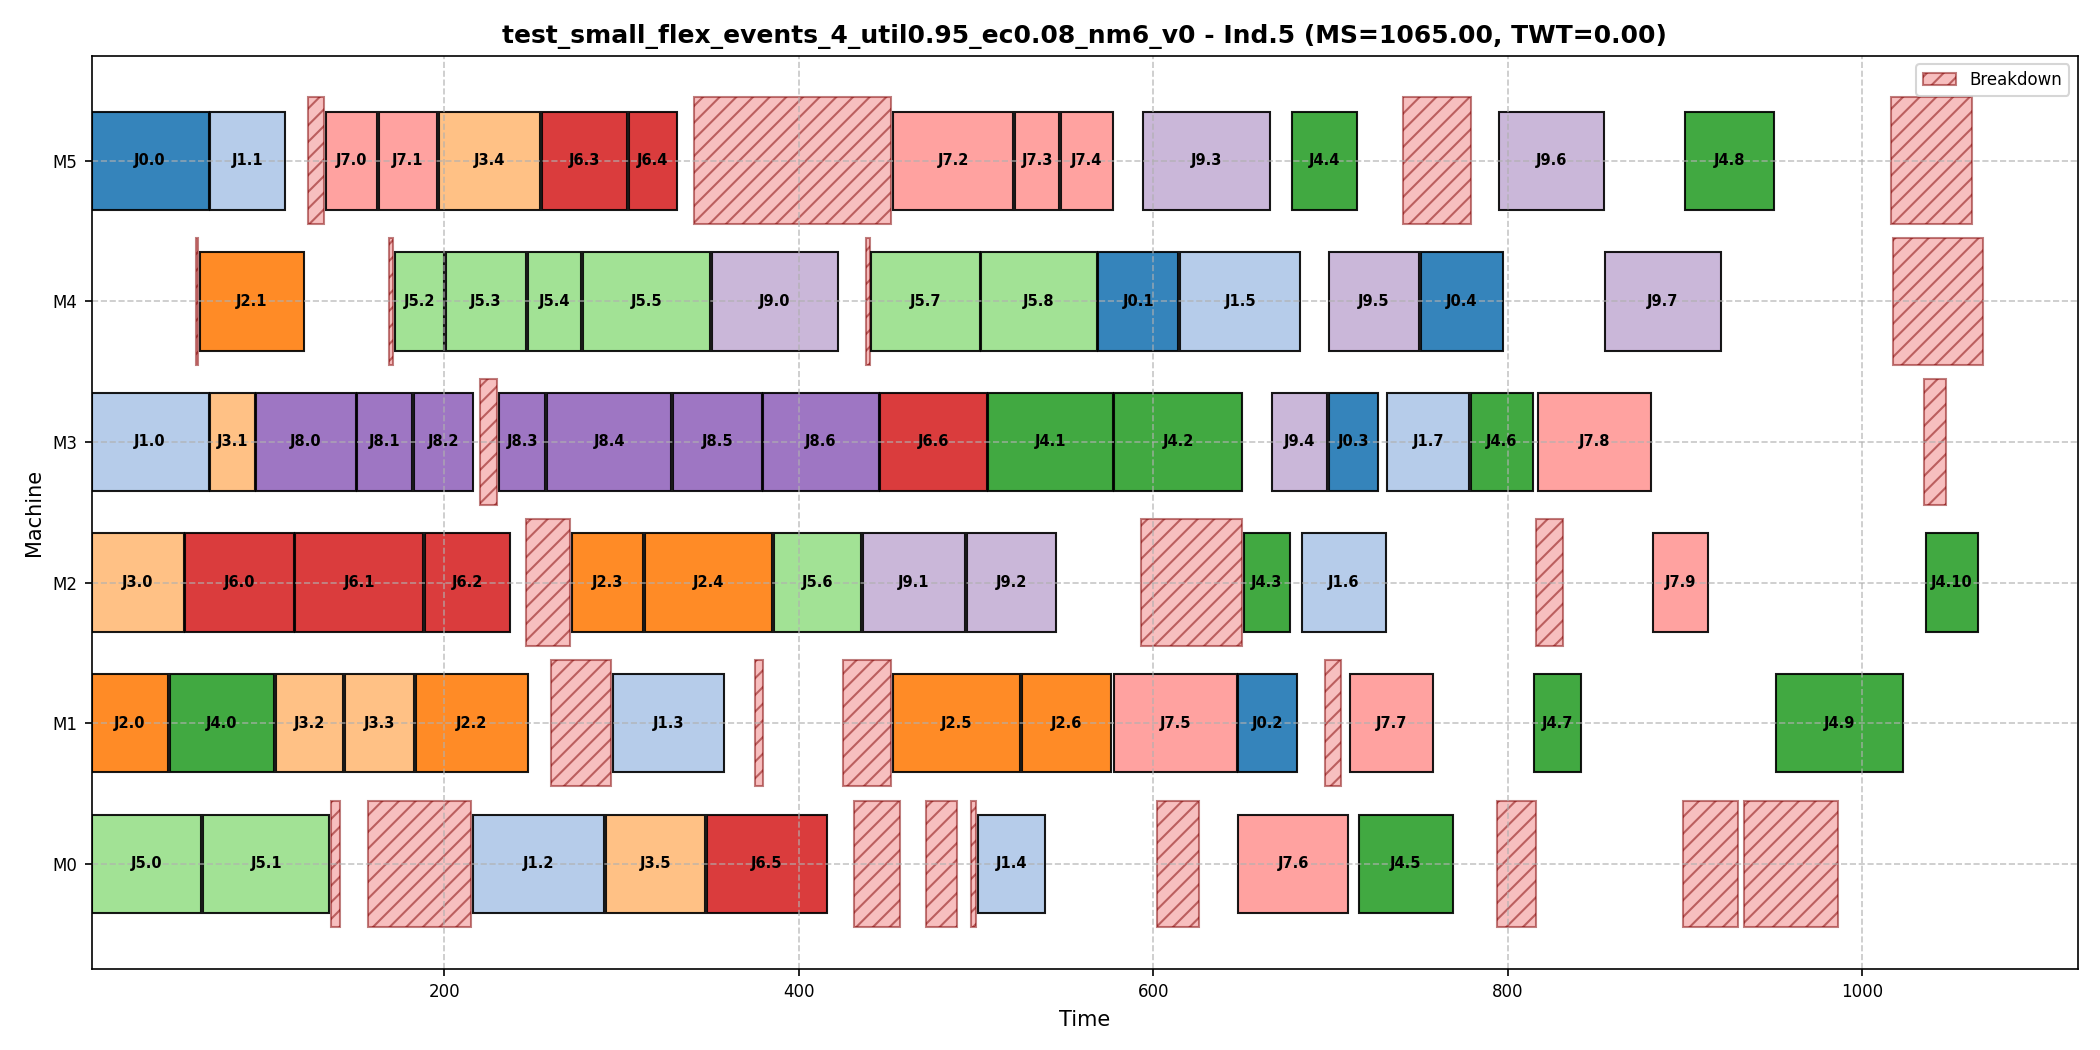 test_small_flex_events_4_util0.95_ec0.08_nm6_v0 - Ind.5 (MS=1065.00, TWT=0.00)
Breakdown
M5 J0.0 J1.1 J7.0 J7.1 J3.4 J6.3 J6.4 J7.2 J7.3 J7.4 J9.3 J4.4 J9.6 J4.8
M4 J2.1 J5.2 J5.3 J5.4 J5.5 J9.0 J5.7 J5.8 J0.1 J1.5 J9.5 J0.4 J9.7
M3 J1.0 J3.1 J8.0 J8.1 J8.2 J8.3 J8.4 J8.5 J8.6 J6.6 J4.1 J4.2 J9.4 J0.3 J1.7 J4.6 J7.8
M2 J3.0 J6.0 J6.1 J6.2 J2.3 J2.4 J5.6 J9.1 J9.2 J4.3 J1.6 J7.9 J4.10
M1 J2.0 J4.0 J3.2 J3.3 J2.2 J1.3 J2.5 J2.6 J7.5 J0.2 J7.7 J4.7 J4.9
M0 J5.0 J5.1 J1.2 J3.5 J6.5 J1.4 J7.6 J4.5
Machine
200 400 600 800 1000
Time